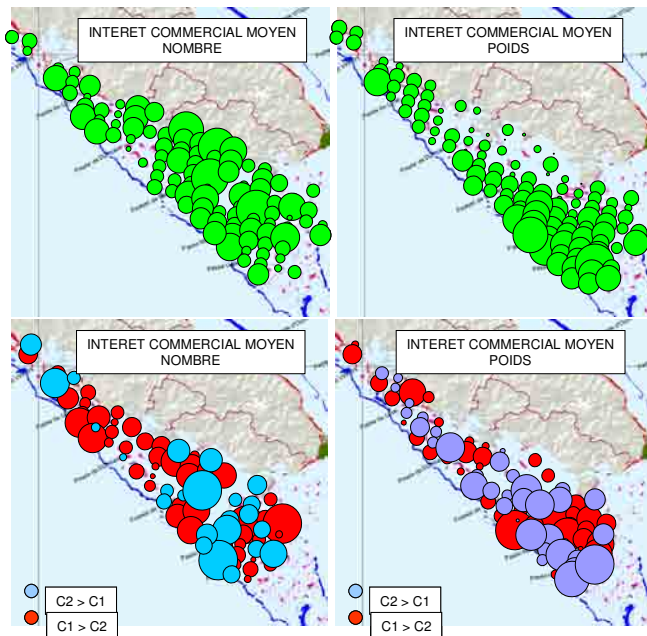 INTERET COMMERCIAL MOYEN
NOMBRE
INTERET COMMERCIAL MOYEN
POIDS
INTERET COMMERCIAL MOYEN
NOMBRE
INTERET COMMERCIAL MOYEN
POIDS
C2 > C1
C1 > C2
C2 > C1
C1 > C2